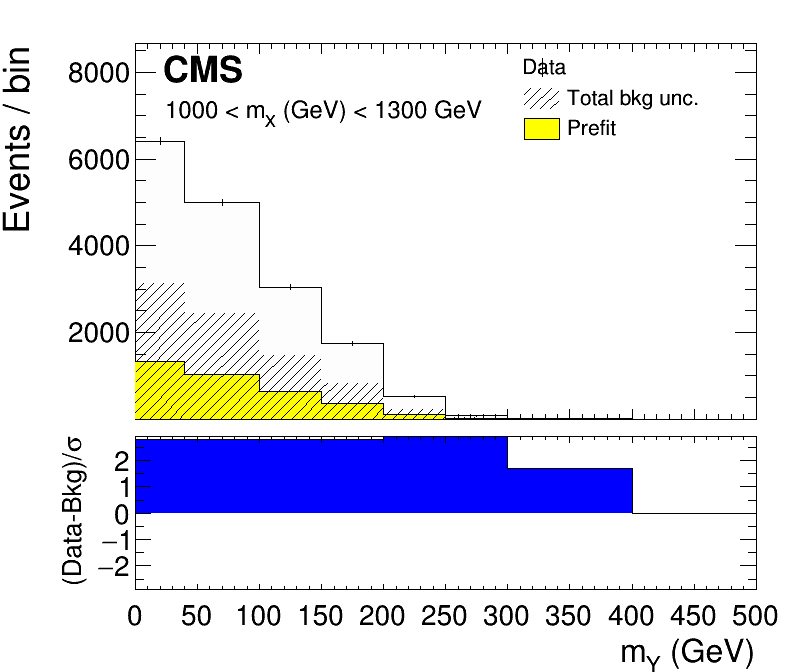 CMS
1000 < mX (GeV) < 1300 GeV
Data
Total bkg unc.
Prefit
Events / bin
8000
6000
4000
2000
(Data-Bkg)/σ
2
1
0
−1
−2
0 50 100 150 200 250 300 350 400 450 500
mY (GeV)